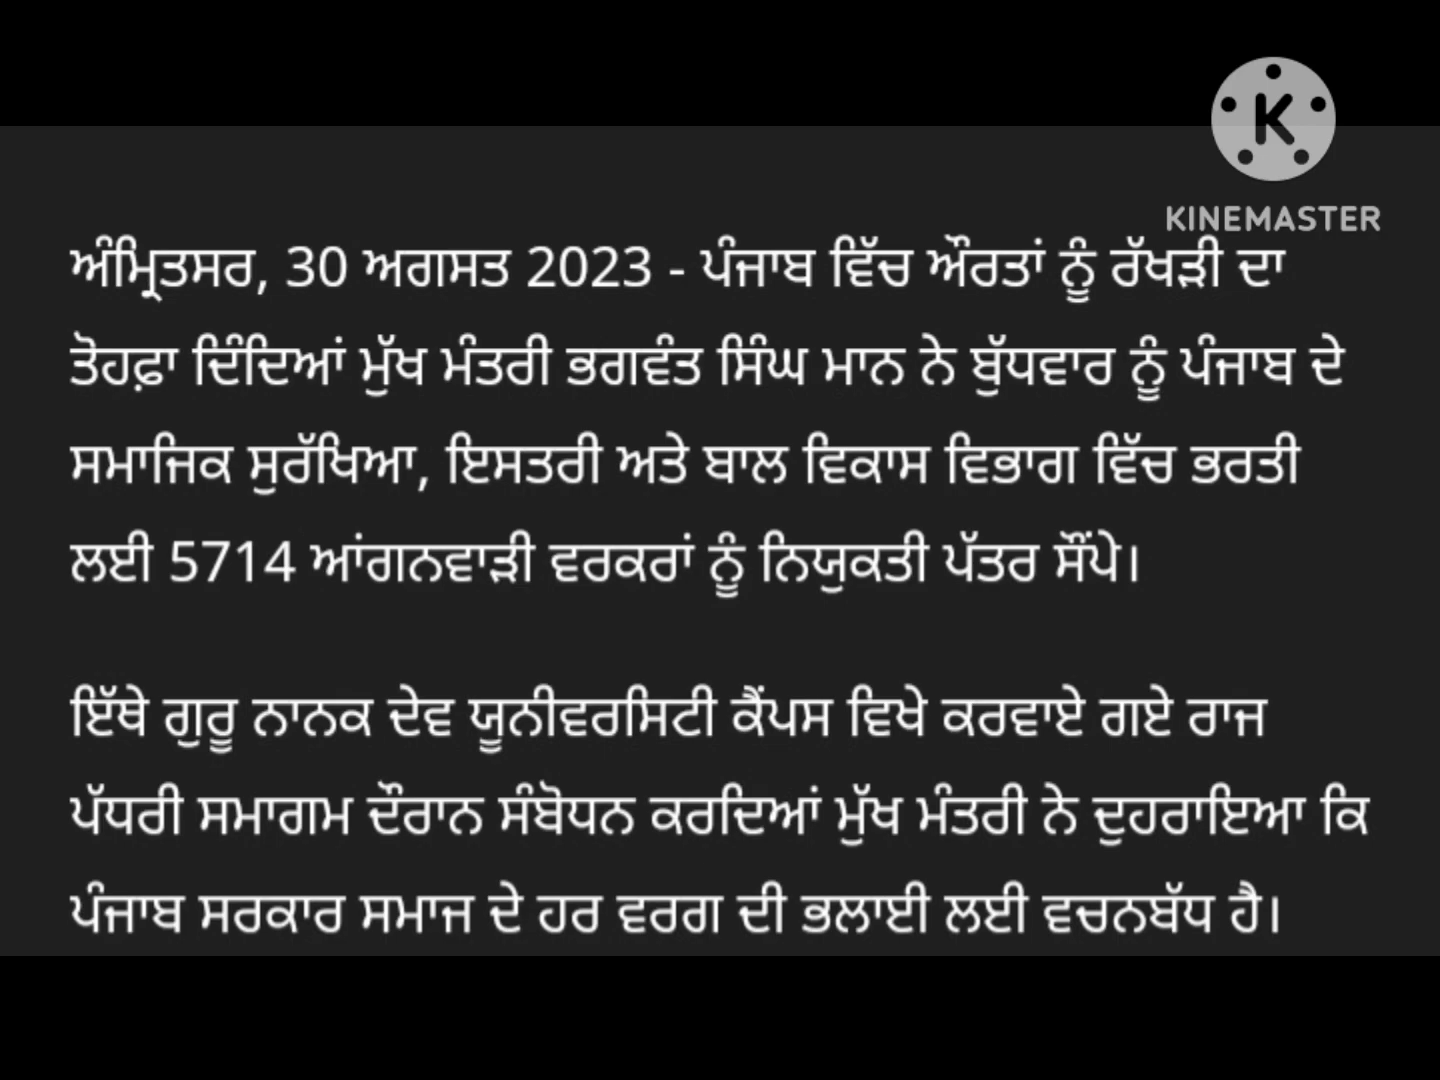 KINEMASTER
ਅੰਮ੍ਰਿਤਸਰ, 30 ਅਗਸਤ 2023 - ਪੰਜਾਬ ਵਿੱਚ ਔਰਤਾਂ ਨੂੰ ਰੱਖੜੀ ਦਾ
ਤੋਹਫ਼ਾ ਦਿੰਦਿਆਂ ਮੁੱਖ ਮੰਤਰੀ ਭਗਵੰਤ ਸਿੰਘ ਮਾਨ ਨੇ ਬੁੱਧਵਾਰ ਨੂੰ ਪੰਜਾਬ ਦੇ
ਸਮਾਜਿਕ ਸੁਰੱਖਿਆ, ਇਸਤਰੀ ਅਤੇ ਬਾਲ ਵਿਕਾਸ ਵਿਭਾਗ ਵਿੱਚ ਭਰਤੀ
ਲਈ 5714 ਆਂਗਨਵਾੜੀ ਵਰਕਰਾਂ ਨੂੰ ਨਿਯੁਕਤੀ ਪੱਤਰ ਸੌਂਪੇ।
ਇੱਥੇ ਗੁਰੂ ਨਾਨਕ ਦੇਵ ਯੂਨੀਵਰਸਿਟੀ ਕੈਂਪਸ ਵਿਖੇ ਕਰਵਾਏ ਗਏ ਰਾਜ
ਪੱਧਰੀ ਸਮਾਗਮ ਦੌਰਾਨ ਸੰਬੋਧਨ ਕਰਦਿਆਂ ਮੁੱਖ ਮੰਤਰੀ ਨੇ ਦੁਹਰਾਇਆ ਕਿ
ਪੰਜਾਬ ਸਰਕਾਰ ਸਮਾਜ ਦੇ ਹਰ ਵਰਗ ਦੀ ਭਲਾਈ ਲਈ ਵਚਨਬੱਧ ਹੈ।